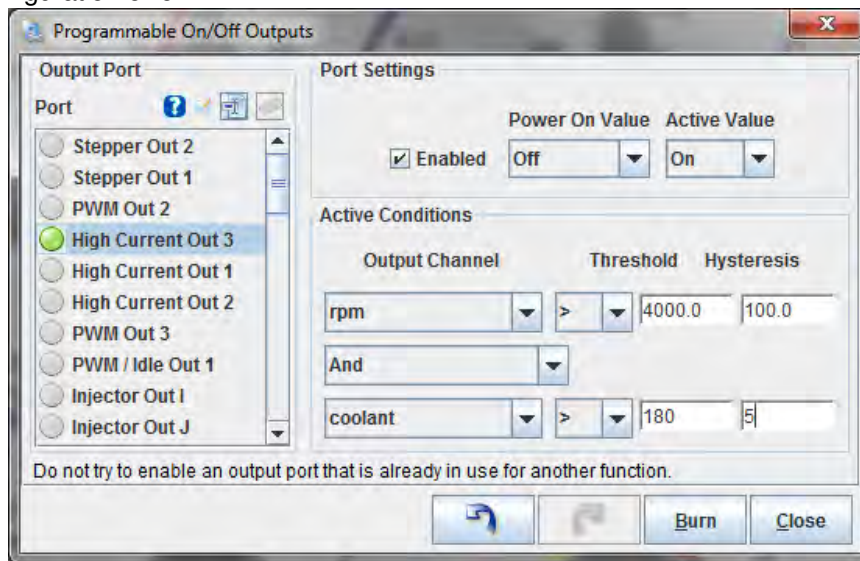 Programmable On/Off Outputs
Output Port
Port
Stepper Out 2
Stepper Out 1
PWM Out 2
High Current Out 3
High Current Out 1
High Current Out 2
PWM Out 3
PWM / Idle Out 1
Injector Out I
Injector Out J
Port Settings
Power On Value Active Value
Enabled Off On
Active Conditions
Output Channel Threshold Hysteresis
rpm > 4000.0 100.0
And
coolant > 180 5
Do not try to enable an output port that is already in use for another function.
Burn Close